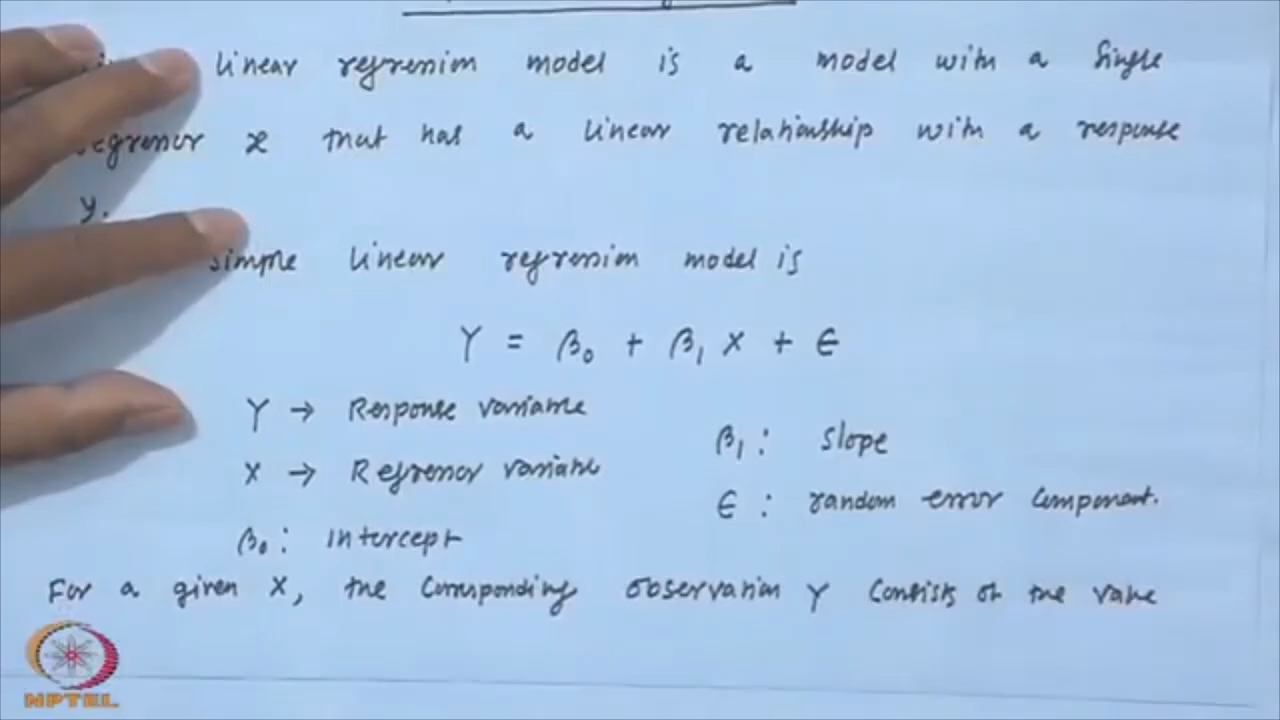 linear regression model is a model with a single
regressor x that has a linear relationship with a response
y.
simple linear regression model is
Y = β₀ + β₁ X + ϵ
Y → Response variable
X → Regressor variable
β₀ : intercept
β₁ : slope
ϵ : random error component.
For a given X, the corresponding observation Y consists of the value
NPTEL